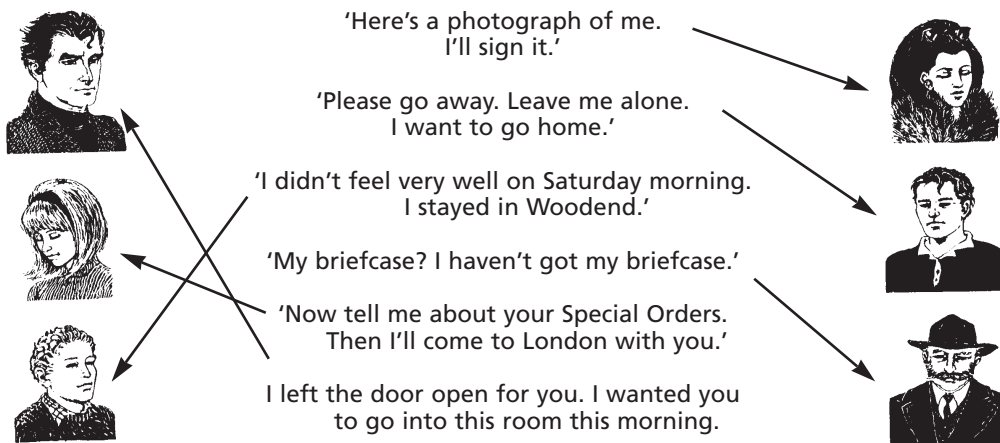 ‘Here’s a photograph of me.
I’ll sign it.’
‘Please go away. Leave me alone.
I want to go home.’
‘I didn’t feel very well on Saturday morning.
I stayed in Woodend.’
‘My briefcase? I haven’t got my briefcase.’
‘Now tell me about your Special Orders.
Then I’ll come to London with you.’
I left the door open for you. I wanted you
to go into this room this morning.